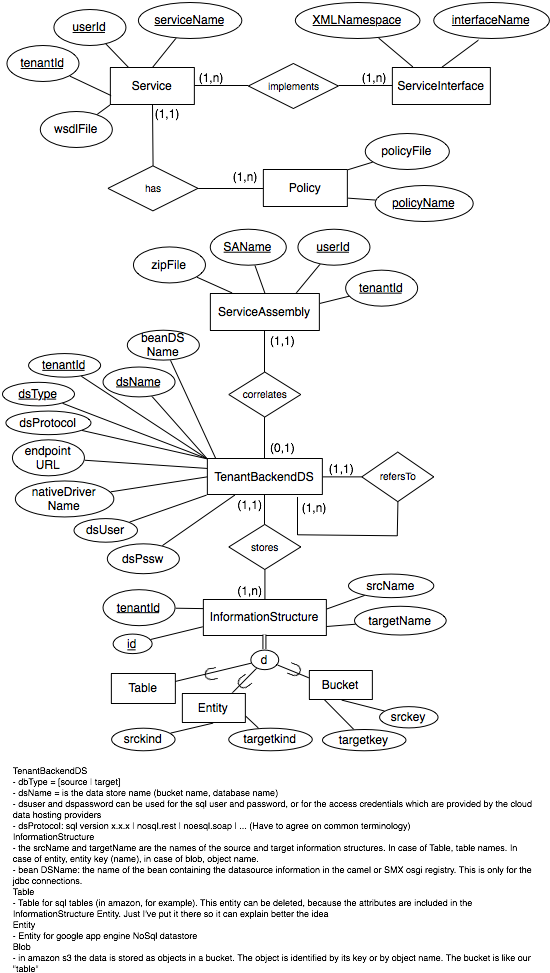 userId
serviceName
XMLNamespace
interfaceName
tenantId
Service
(1,n)
implements
(1,n)
ServiceInterface
(1,1)
wsdlFile
policyFile
has
(1,n)
Policy
policyName
SAName
userId
zipFile
tenantId
ServiceAssembly
beanDS
Name
(1,1)
tenantId
dsName
dsType
correlates
dsProtocol
(0,1)
endpoint
URL
TenantBackendDS
(1,1)
refersTo
nativeDriver
Name
(1,1)
(1,n)
dsUser
dsPssw
stores
(1,n)
srcName
tenantId
InformationStructure
targetName
id
d
Table
Bucket
Entity
srckey
srckind
targetkind
targetkey
TenantBackendDS
- dbType = [source | target]
- dsName = is the data store name (bucket name, database name)
- dsuser and dspassword can be used for the sql user and password, or for the access credentials which are provided by the cloud
data hosting providers
- dsProtocol: sql version x.x.x | nosql.rest | noesql.soap | ... (Have to agree on common terminology)
InformationStructure
- the srcName and targetName are the names of the source and target information structures. In case of Table, table names. In
case of entity, entity key (name), in case of blob, object name.
- bean DSName: the name of the bean containing the datasource information in the camel or SMX osgi registry. This is only for the
jdbc connections.
Table
- Table for sql tables (in amazon, for example). This entity can be deleted, because the attributes are included in the
InformationStructure Entity. Just I've put it there so it can explain better the idea
Entity
- Entity for google app engine NoSql datastore
Blob
- in amazon s3 the data is stored as objects in a bucket. The object is identified by its key or by object name. The bucket is like our
"table"